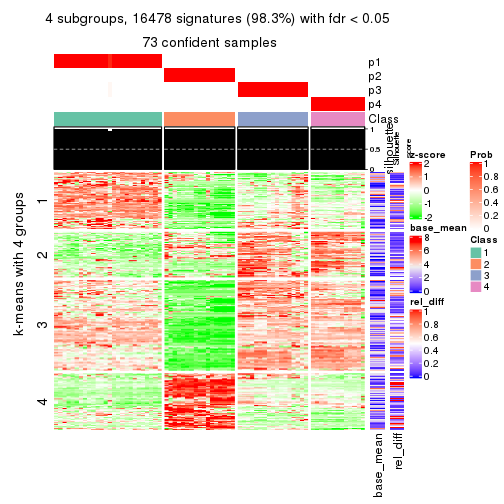 4 subgroups, 16478 signatures (98.3%) with fdr < 0.05
73 confident samples
p1
p2
p3
p4
Class
1
0.5
0
silhouette
Silhouette
score
k-means with 4 groups
1
2
3
4
base_mean
rel_diff
z-score
2
1
0
-1
-2
base_mean
8
6
4
2
0
rel_diff
1
0.8
0.6
0.4
0.2
0
Prob
1
0.8
0.6
0.4
0.2
0
Class
1
2
3
4